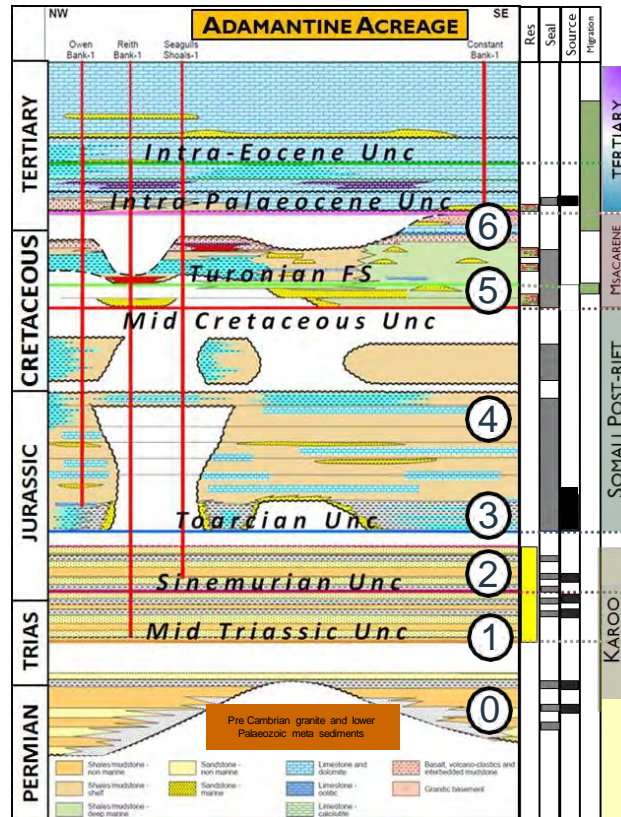 NW
ADAMANTINE ACREAGE
SE
Res
Seal
Source
Migration
Owen
Bank-1
Reith
Bank-1
Seagulls
Shoals-1
Constant
Bank-1
TERTIARY
Intra-Eocene Unc
TERTIARY
Intra-Palaeocene Unc
6
CRETACEOUS
MSACARENE
Turonian FS
5
Mid Cretaceous Unc
SOMALI POST-RIFT
JURASSIC
4
Toarcian Unc
3
2
Sinemurian Unc
KAROO
TRIAS
Mid Triassic Unc
1
PERMIAN
0
Pre Cambrian granite and lower
Palaeozoic meta sediments
Shales/mudstone -
non marine
Sandstone -
non marine
Limestone and
dolomite
Basalt, volcano-clastics and
interbedded mudstone
Shales/mudstone -
shelf
Sandstone -
marine
Limestone -
oolitic
Granitic basement
Shales/mudstone -
deep marine
Limestone -
calcilutite